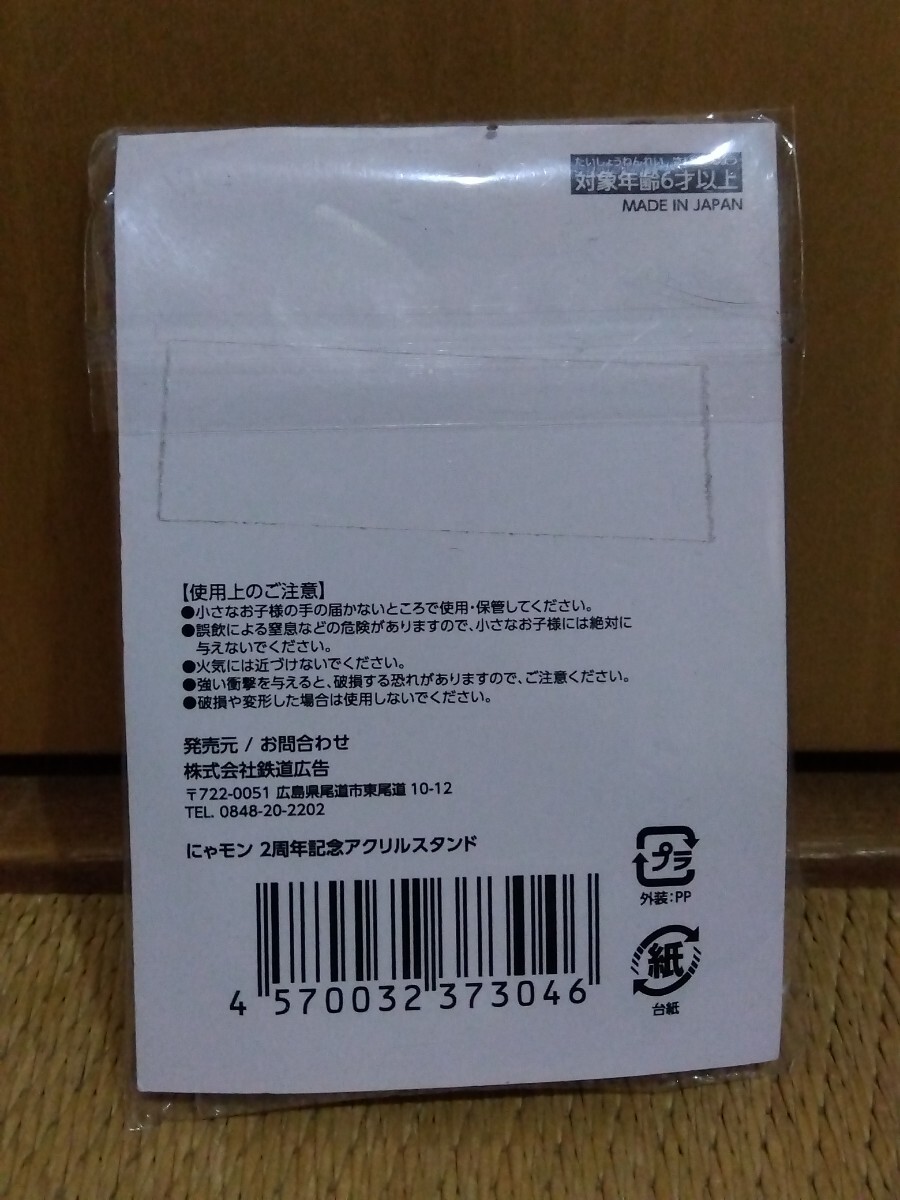 対象年齢6才以上
MADE IN JAPAN
【使用上のご注意】
●小さなお子様の手の届かないところで使用・保管してください。
●誤飲による窒息などの危険がありますので、小さなお子様には絶対に
与えないでください。
●火気には近づけないでください。
●強い衝撃を与えると、破損する恐れがありますので、ご注意ください。
●破損や変形した場合は使用しないでください。
発売元 / お問合わせ
株式会社鉄道広告
〒722-0051 広島県尾道市東尾道 10-12
TEL. 0848-20-2202
にゃモン 2周年記念アクリルスタンド
4 570032 373046
プラ
外装:PP
紙
台紙